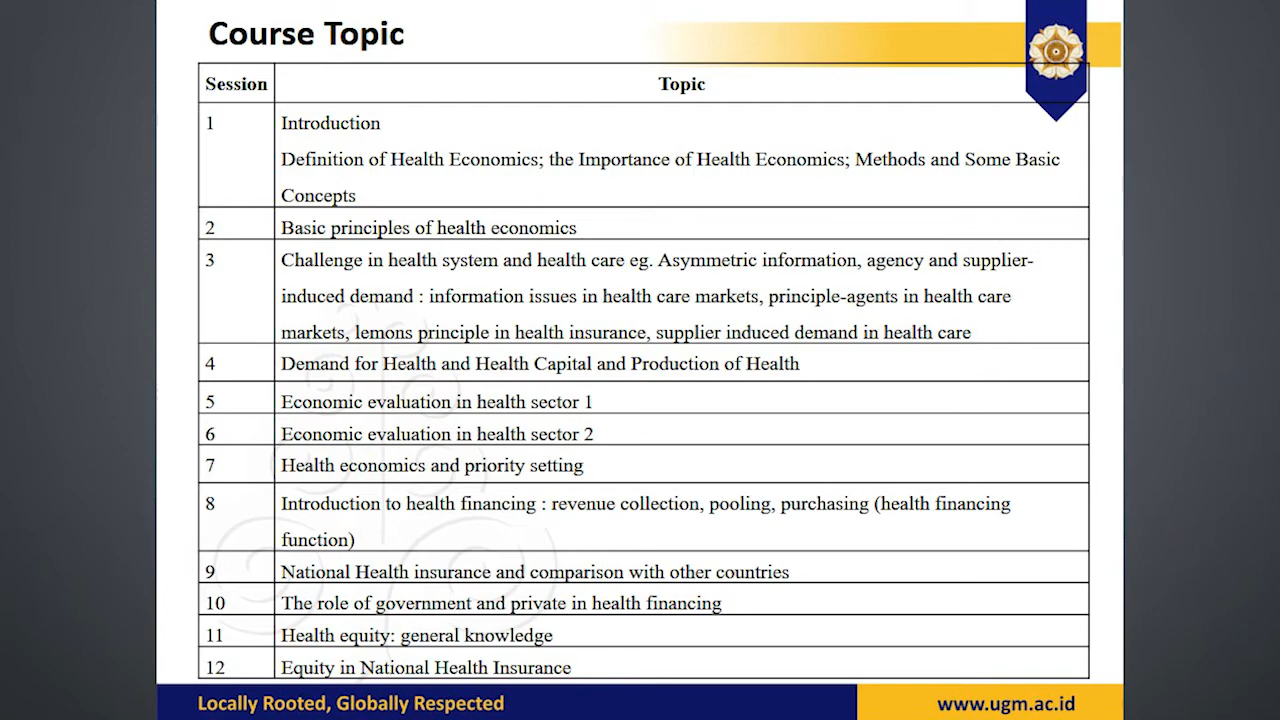 Course Topic
Session Topic
1 Introduction
Definition of Health Economics; the Importance of Health Economics; Methods and Some Basic
Concepts
2 Basic principles of health economics
3 Challenge in health system and health care eg. Asymmetric information, agency and supplier-
induced demand : information issues in health care markets, principle-agents in health care
markets, lemons principle in health insurance, supplier induced demand in health care
4 Demand for Health and Health Capital and Production of Health
5 Economic evaluation in health sector 1
6 Economic evaluation in health sector 2
7 Health economics and priority setting
8 Introduction to health financing : revenue collection, pooling, purchasing (health financing
function)
9 National Health insurance and comparison with other countries
10 The role of government and private in health financing
11 Health equity: general knowledge
12 Equity in National Health Insurance
Locally Rooted, Globally Respected www.ugm.ac.id